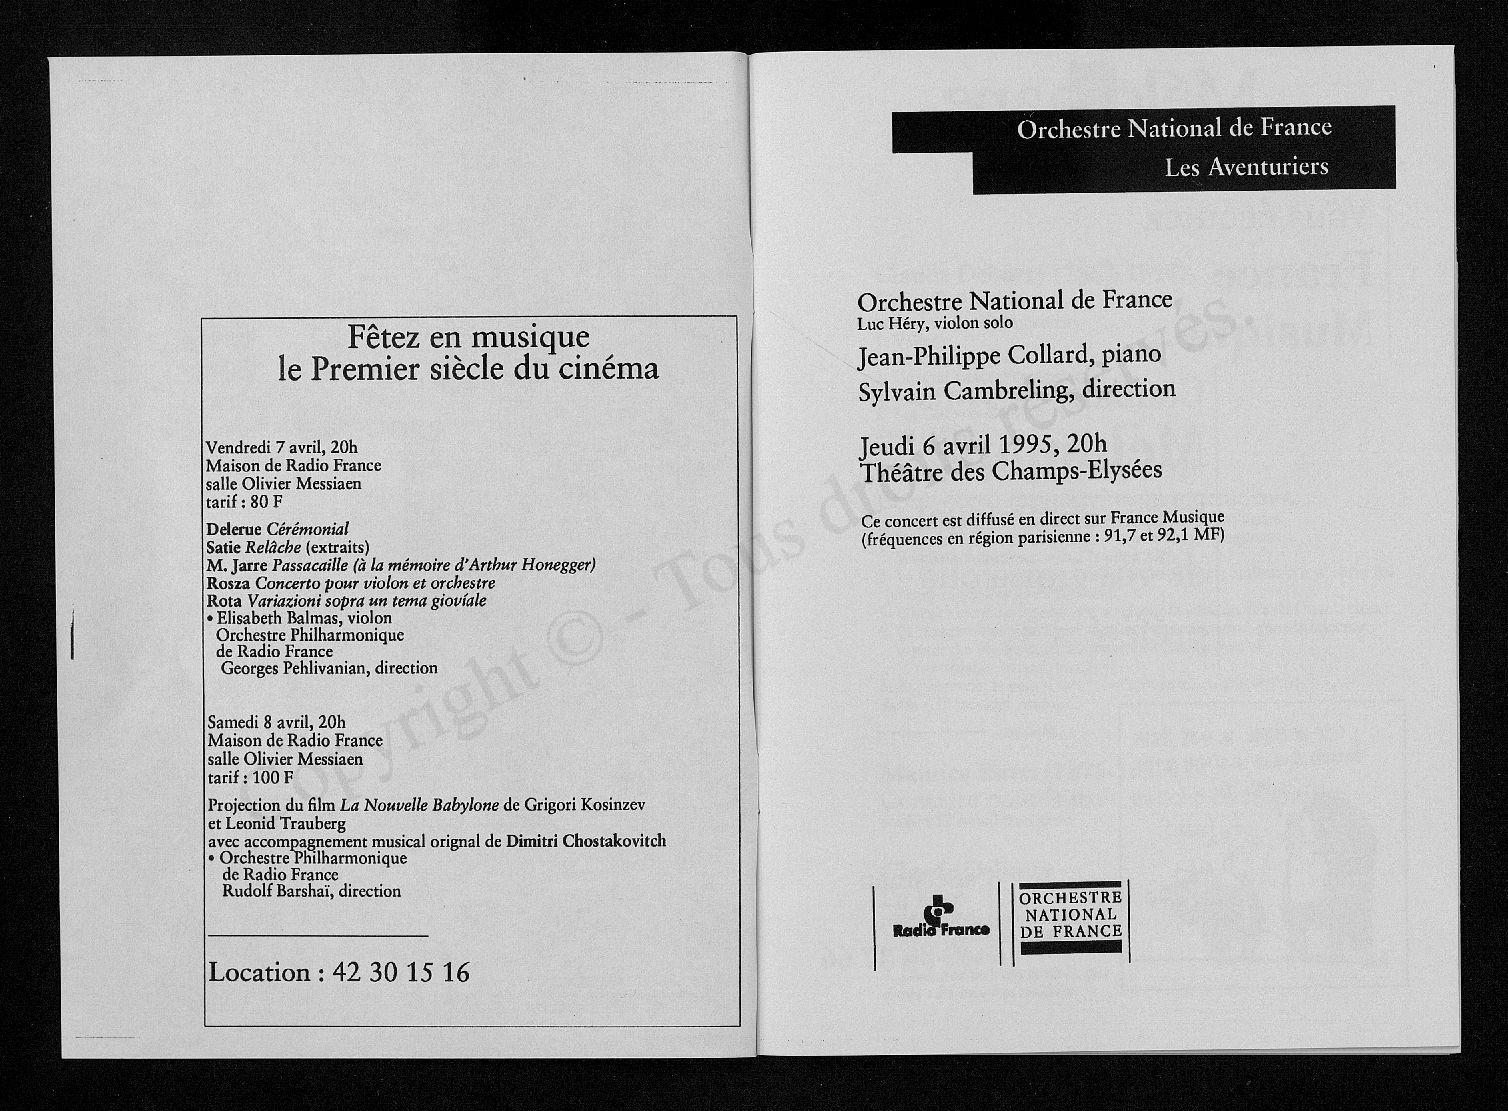 Fêtez en musique
le Premier siècle du cinéma
Vendredi 7 avril, 20h
Maison de Radio France
salle Olivier Messiaen
tarif : 80 F
Delerue Cérémonial
Satie Relâche (extraits)
M. Jarre Passacaille (à la mémoire d'Arthur Honegger)
Rosza Concerto pour violon et orchestre
Rota Variazioni sopra un tema gioviale
• Elisabeth Balmas, violon
Orchestre Philharmonique
de Radio France
Georges Pehlivanian, direction
Samedi 8 avril, 20h
Maison de Radio France
salle Olivier Messiaen
tarif : 100 F
Projection du film La Nouvelle Babylone de Grigori Kosinzev
et Leonid Trauberg
avec accompagnement musical orignal de Dimitri Chostakovitch
• Orchestre Philharmonique
de Radio France
Rudolf Barshaï, direction
Location : 42 30 15 16
Orchestre National de France
Les Aventuriers
Orchestre National de France
Luc Héry, violon solo
Jean-Philippe Collard, piano
Sylvain Cambreling, direction
Jeudi 6 avril 1995, 20h
Théâtre des Champs-Elysées
Ce concert est diffusé en direct sur France Musique
(fréquences en région parisienne : 91,7 et 92,1 MF)
Radio France
ORCHESTRE
NATIONAL
DE FRANCE
Copyright © - Tous droits réservés.